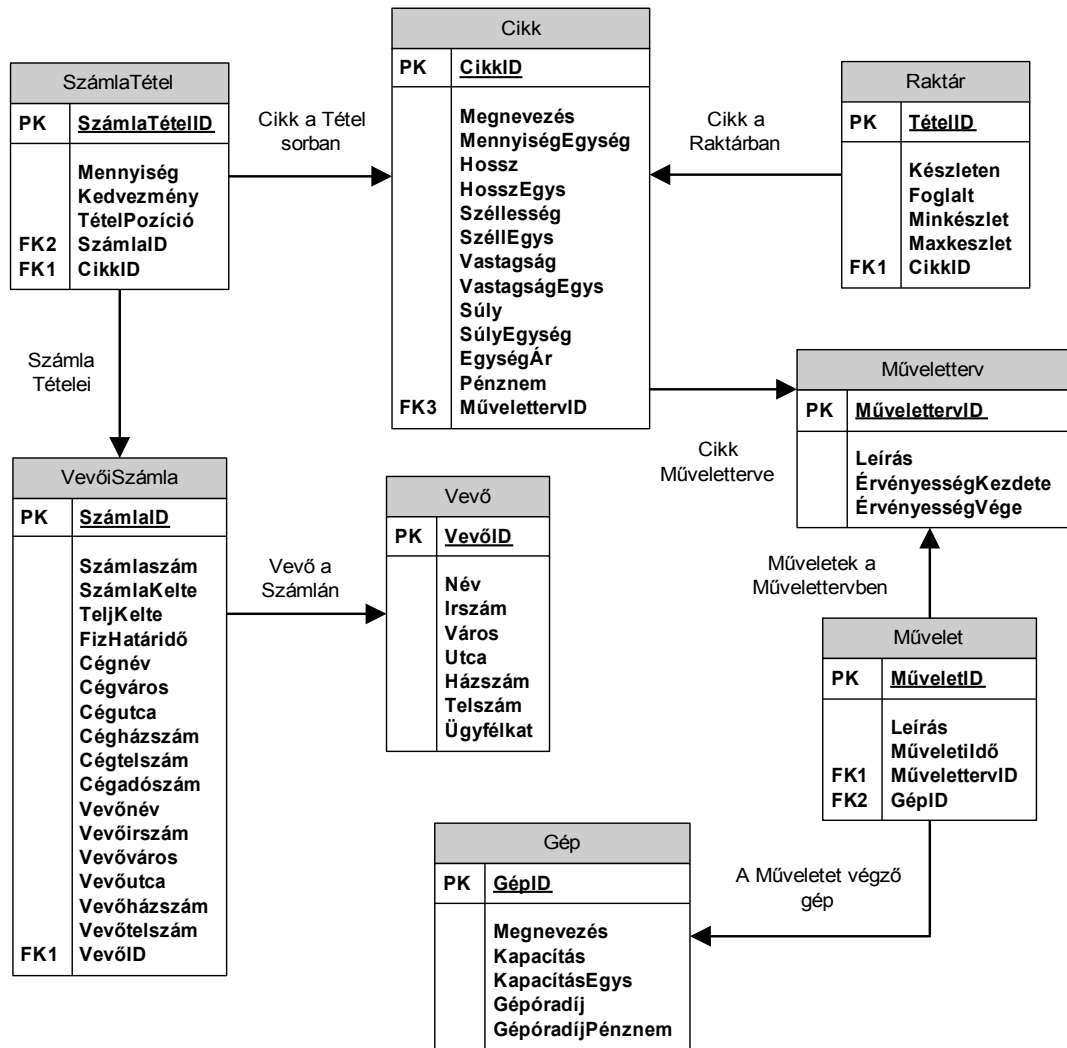 SzámlaTétel
PK SzámlaTételID
Mennyiség
Kedvezmény
TételPozíció
FK2 SzámlaID
FK1 CikkID
Cikk a Tétel
sorban
Cikk
PK CikkID
Megnevezés
MennyiségEgység
Hossz
HosszEgys
Széllesség
SzéllEgys
Vastagság
VastagságEgys
Súly
SúlyEgység
EgységÁr
Pénznem
FK3 MűvelettervID
Cikk a
Raktárban
Raktár
PK TételID
Készleten
Foglalt
Minkészlet
Maxkeszlet
FK1 CikkID
Számla
Tételei
Cikk
Műveletterve
Műveletterv
PK MűvelettervID
Leírás
ÉrvényességKezdete
ÉrvényességVége
VevőiSzámla
PK SzámlaID
Számlaszám
SzámlaKelte
TeljKelte
FizHatáridő
Cégnév
Cégváros
Cégutca
Cégházszám
Cégtelszám
Cégadószám
Vevőnév
Vevőirszám
Vevőváros
Vevőutca
Vevőházszám
Vevőtelszám
FK1 VevőID
Vevő a
Számlán
Vevő
PK VevőID
Név
Irszám
Város
Utca
Házszám
Telszám
Ügyfélkat
Műveletek a
Művelettervben
Művelet
PK MűveletID
Leírás
MűveletiIdő
FK1 MűvelettervID
FK2 GépID
A Műveletet végző
gép
Gép
PK GépID
Megnevezés
Kapacítás
KapacításEgys
Gépóradíj
GépóradíjPénznem